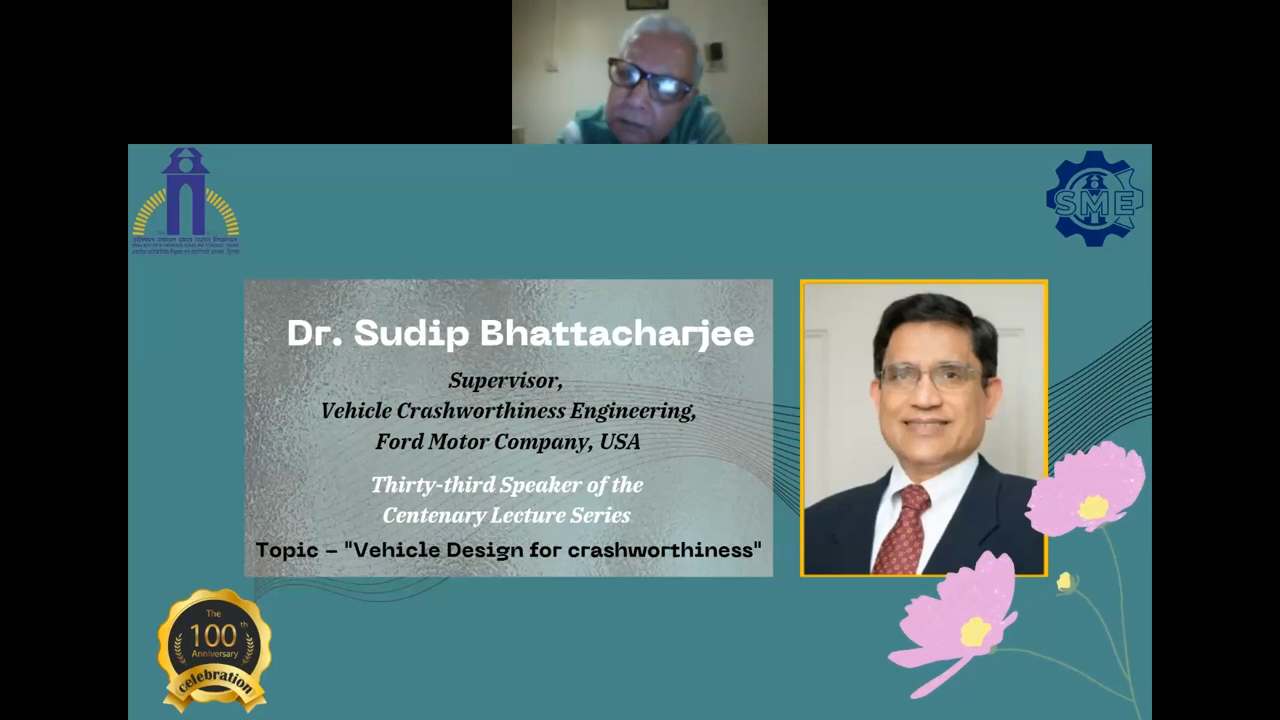 SME
Dr. Sudip Bhattacharjee
Supervisor,
Vehicle Crashworthiness Engineering,
Ford Motor Company, USA
Thirty-third Speaker of the
Centenary Lecture Series
Topic - "Vehicle Design for crashworthiness"
The
100th
Anniversary
celebration